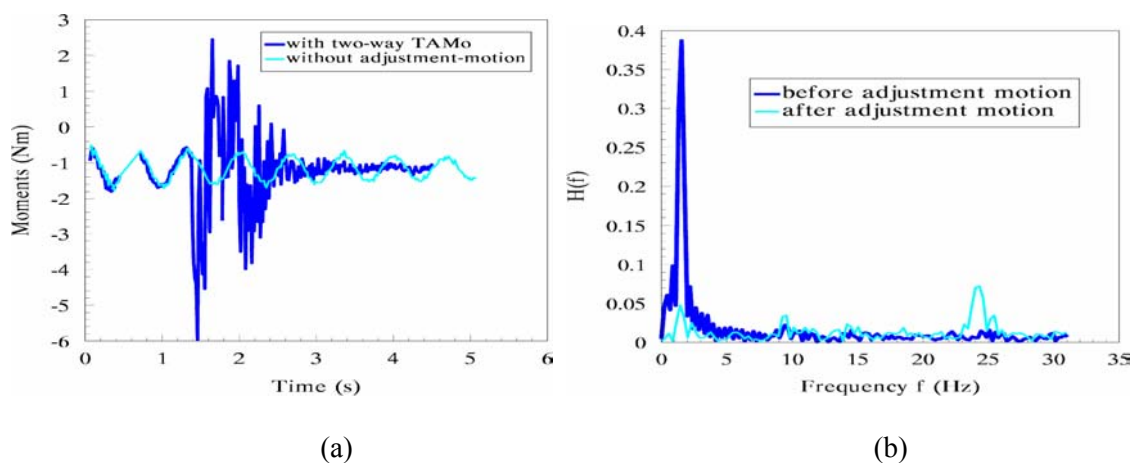 3
2
1
0
-1
-2
-3
-4
-5
-6
Moments (Nm)
with two-way TAMo
without adjustment-motion
0 1 2 3 4 5 6
Time (s)
(a)
0.4
0.35
0.3
0.25
0.2
0.15
0.1
0.05
0
H(f)
before adjustment motion
after adjustment motion
0 5 10 15 20 25 30 35
Frequency f (Hz)
(b)